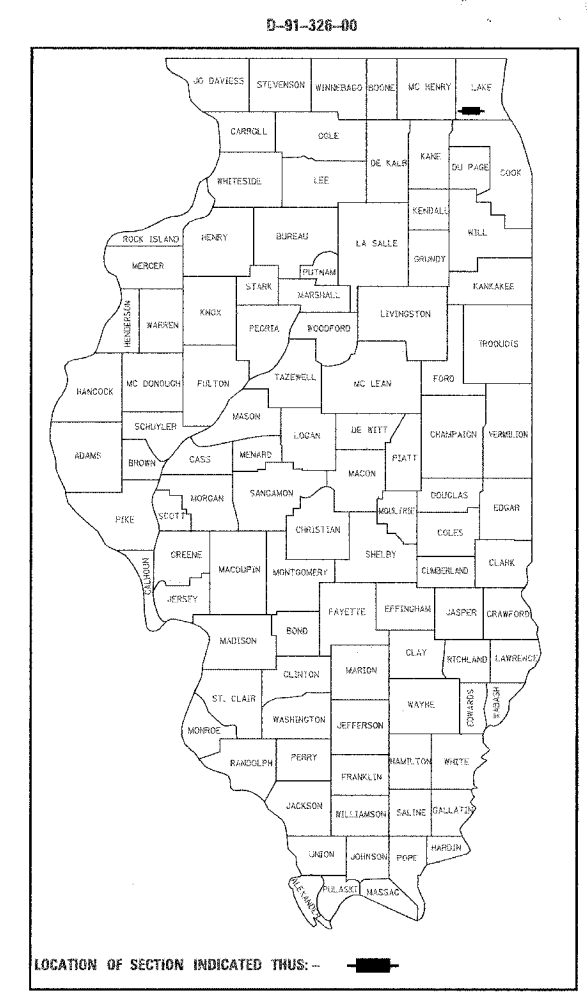 D-91-326-00
JO DAVIESS STEVENSON WINNEBAGO BOONE MC HENRY LAKE
CARROLL OGLE
DE KALB KANE DU PAGE COOK
WHITESIDE LEE
KENDALL
WILL
ROCK ISLAND HENRY BUREAU LA SALLE GRUNDY
MERCER PUTNAM
STARK MARSHALL KANKAKEE
HENDERSON WARREN KNOX PEORIA WOODFORD LIVINGSTON
IROQUOIS
HANCOCK MC DONOUGH FULTON TAZEWELL MC LEAN FORD
MASON
SCHUYLER LOGAN DE WITT CHAMPAIGN VERMILION
ADAMS BROWN CASS MENARD PIATT
MACON
MORGAN SANGAMON DOUGLAS EDGAR
PIKE SCOTT CHRISTIAN MOULTRIE
COLES
GREENE SHELBY CLARK
CALHOUN MACOUPIN MONTGOMERY CUMBERLAND
JERSEY FAYETTE EFFINGHAM JASPER CRAWFORD
MADISON BOND
CLAY RICHLAND LAWRENCE
CLINTON MARION
ST. CLAIR WAYNE EDWARDS WABASH
WASHINGTON JEFFERSON
MONROE
RANDOLPH PERRY HAMILTON WHITE
FRANKLIN
JACKSON WILLIAMSON SALINE GALLATIN
UNION JOHNSON POPE HARDIN
ALEXANDER PULASKI MASSAC
LOCATION OF SECTION INDICATED THUS: -